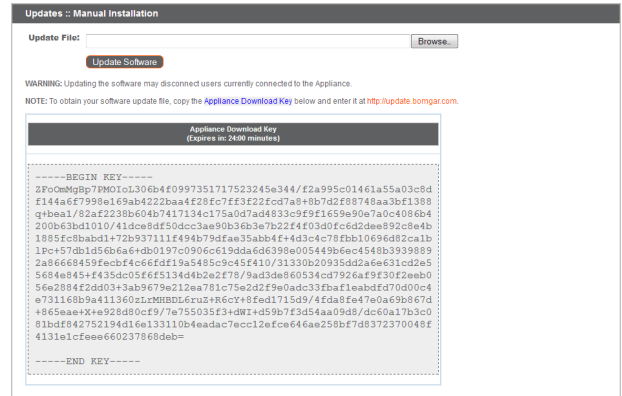 Updates :: Manual Installation
Update File:
Browse..
Update Software
WARNING: Updating the software may disconnect users currently connected to the Appliance.
NOTE: To obtain your software update file, copy the Appliance Download Key below and enter it at http://update.bomgar.com.
Appliance Download Key
(Expires in: 24:00 minutes)
-----BEGIN KEY-----
ZFoOmMgBp7PMOIoL306b4f0997351717523245e344/f2a995c01461a55a03c8d
f144a6f7998e169ab4222baa4f28fc7ff3f22fcd7a8+8b7d2f88748aa3bf1388
q+bea1/82af2238b604b7417134c175a0d7ad4833c9f9f1659e90e7a0c4086b4
200b63bd1010/41dce8df50dcc3ae90b36b3e7b22f4f03d0fc6d2dee892c8e4b
1885fc8babd1+72b937111f494b79dfae35abb4f+4d3c4c78fbb10696d82ca1b
lPc+57db1d56b6a6+db0197c0906c619dda6d6398e005449b6ec4548b3939889
2a86668459fecbf4c66fdf19a5485c9c45f410/31330b20935dd2a6e631cd2e5
5684e845+f435dc05f6f5134d4b2e2f78/9ad3de860534cd7926af9f30f2eeb0
56e2884f2dd03+3ab9679e212ea781c75e2d2f9e0adc33fbaf1eabdfd70d00c4
e731168b9a411360zLrMHBDL6ruZ+R6cY+8fed1715d9/4fda8fe47e0a69b867d
+865eae+X+e928d80cf9/7e755035f3+dWI+d59b7f3d54aa09d8/dc60a17b3c0
81bdf842752194d16e133110b4eadac7ecc12efce646ae258bf7d8372370048f
4131e1cfeee660237868deb=
-----END KEY-----